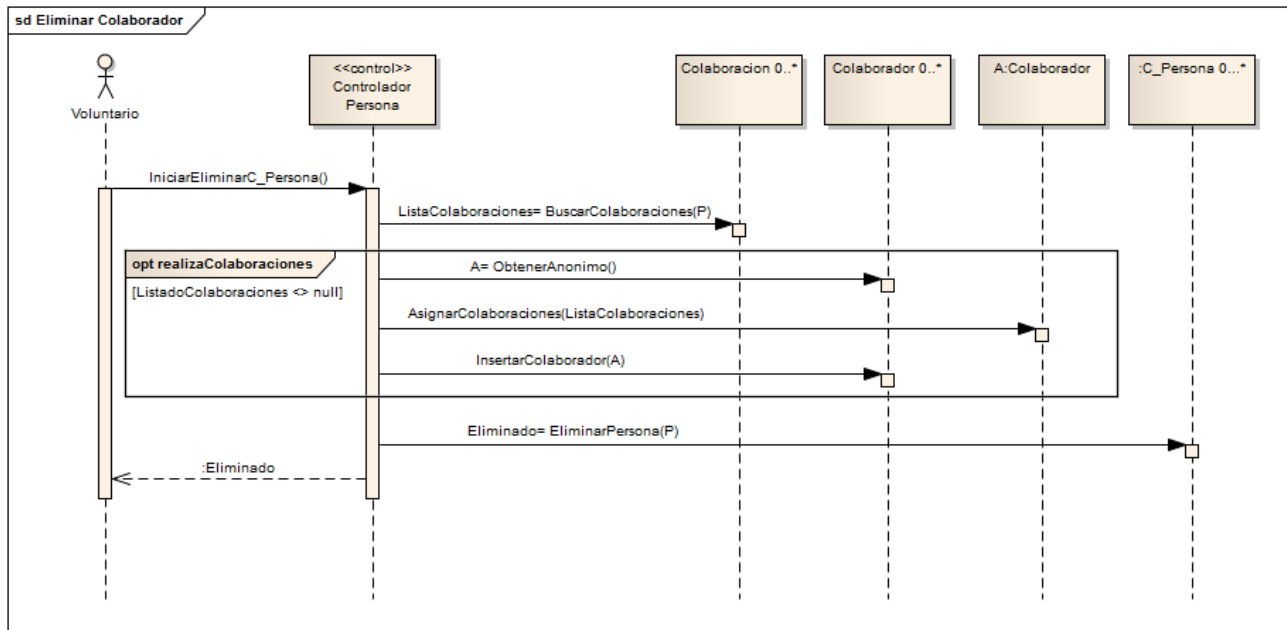 sd Eliminar Colaborador
Voluntario
<<control>>
Controlador
Persona
Colaboracion 0..*
Colaborador 0..*
A:Colaborador
:C_Persona 0...*
IniciarEliminarC_Persona()
ListaColaboraciones= BuscarColaboraciones(P)
opt realizaColaboraciones
[ListadoColaboraciones <> null]
A= ObtenerAnonimo()
AsignarColaboraciones(ListaColaboraciones)
InsertarColaborador(A)
Eliminado= EliminarPersona(P)
:Eliminado